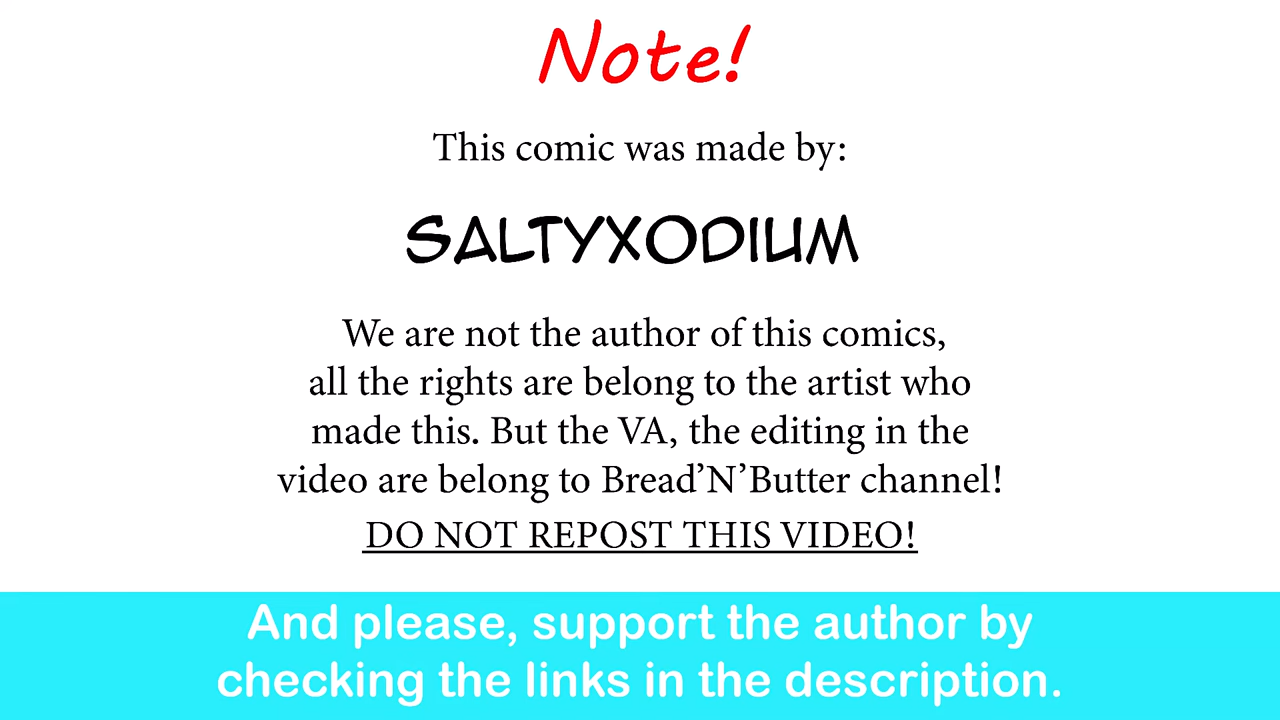 Note!
This comic was made by:
SALTYXODIUM
We are not the author of this comics,
all the rights are belong to the artist who
made this. But the VA, the editing in the
video are belong to Bread’N’Butter channel!
DO NOT REPOST THIS VIDEO!
And please, support the author by
checking the links in the description.